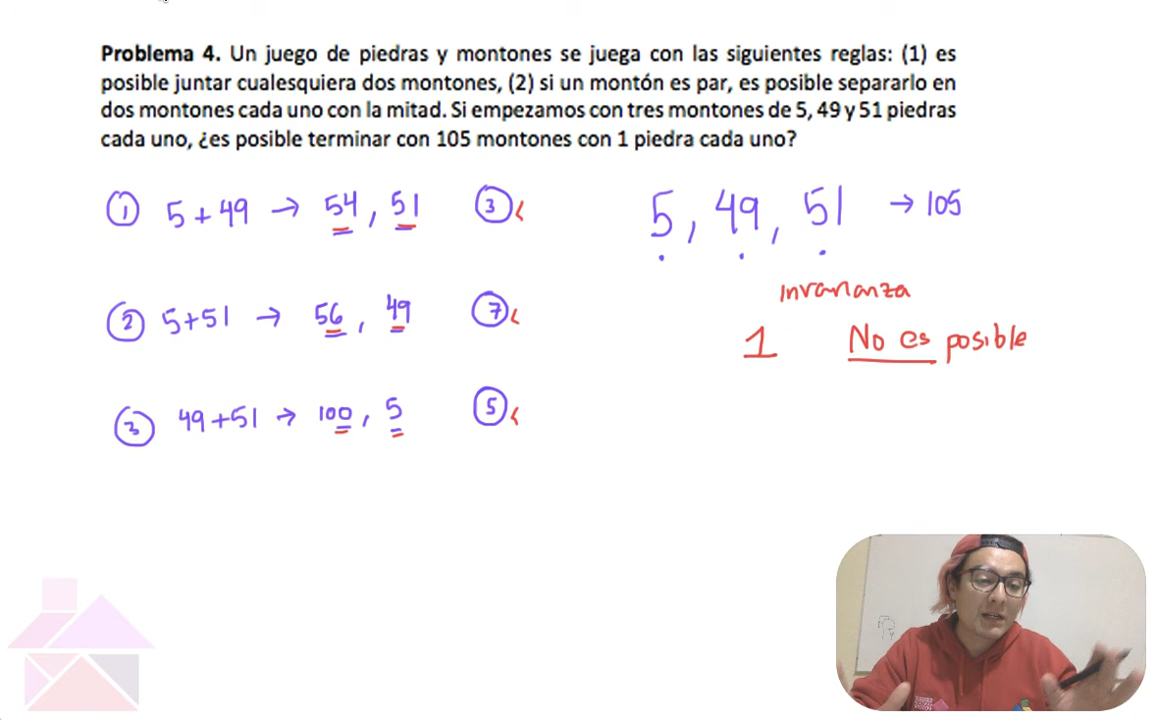 Problema 4. Un juego de piedras y montones se juega con las siguientes reglas: (1) es
posible juntar cualesquiera dos montones, (2) si un montón es par, es posible separarlo en
dos montones cada uno con la mitad. Si empezamos con tres montones de 5, 49 y 51 piedras
cada uno, ¿es posible terminar con 105 montones con 1 piedra cada uno?
① 5 + 49 → 54, 51 ③
5, 49, 51 → 105
② 5+51 → 56, 49 ⑦
invarianza
1 No es posible
③ 49+51 → 100, 5 ⑤